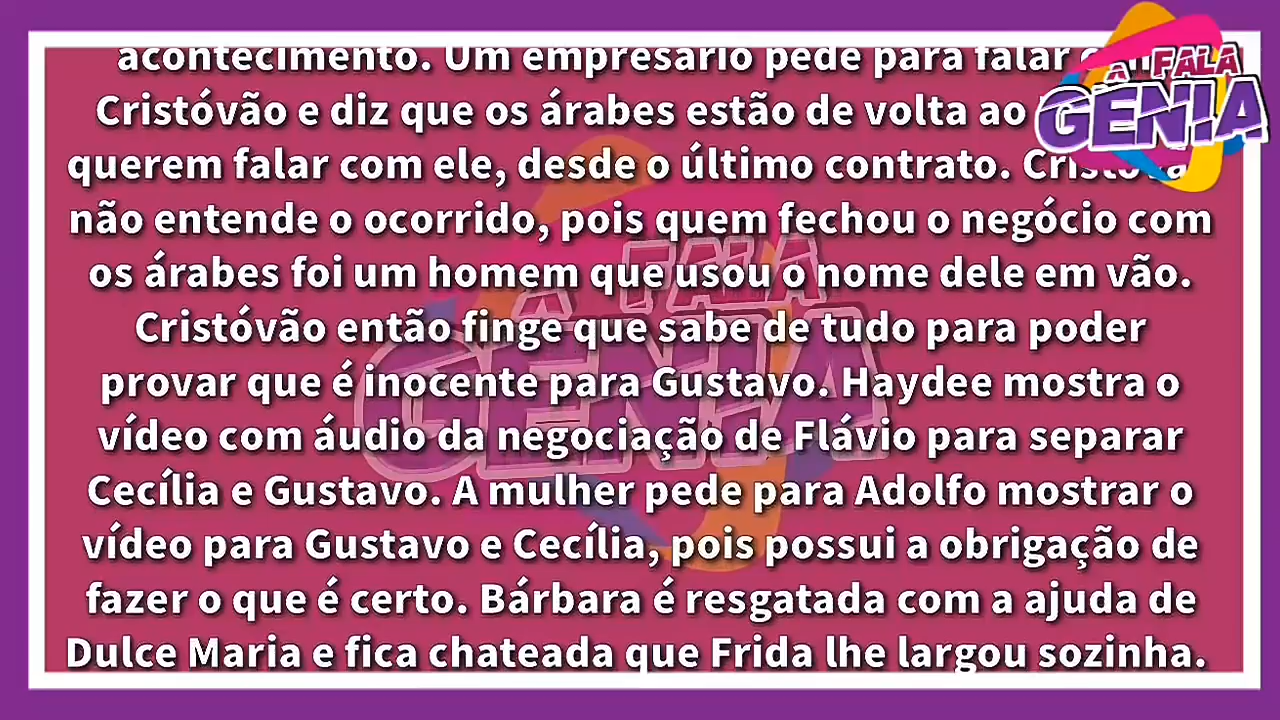 acontecimento. Um empresário pede para falar
Cristóvão e diz que os árabes estão de volta ao
querem falar com ele, desde o último contrato.
não entende o ocorrido, pois quem fechou o negócio com
os árabes foi um homem que usou o nome dele em vão.
Cristóvão então finge que sabe de tudo para poder
provar que é inocente para Gustavo. Haydee mostra o
vídeo com áudio da negociação de Flávio para separar
Cecília e Gustavo. A mulher pede para Adolfo mostrar o
vídeo para Gustavo e Cecília, pois possui a obrigação de
fazer o que é certo. Bárbara é resgatada com a ajuda de
Dulce Maria e fica chateada que Frida lhe largou sozinha.
Â FALA
GÊNIA
Â FALA
GÊNIA